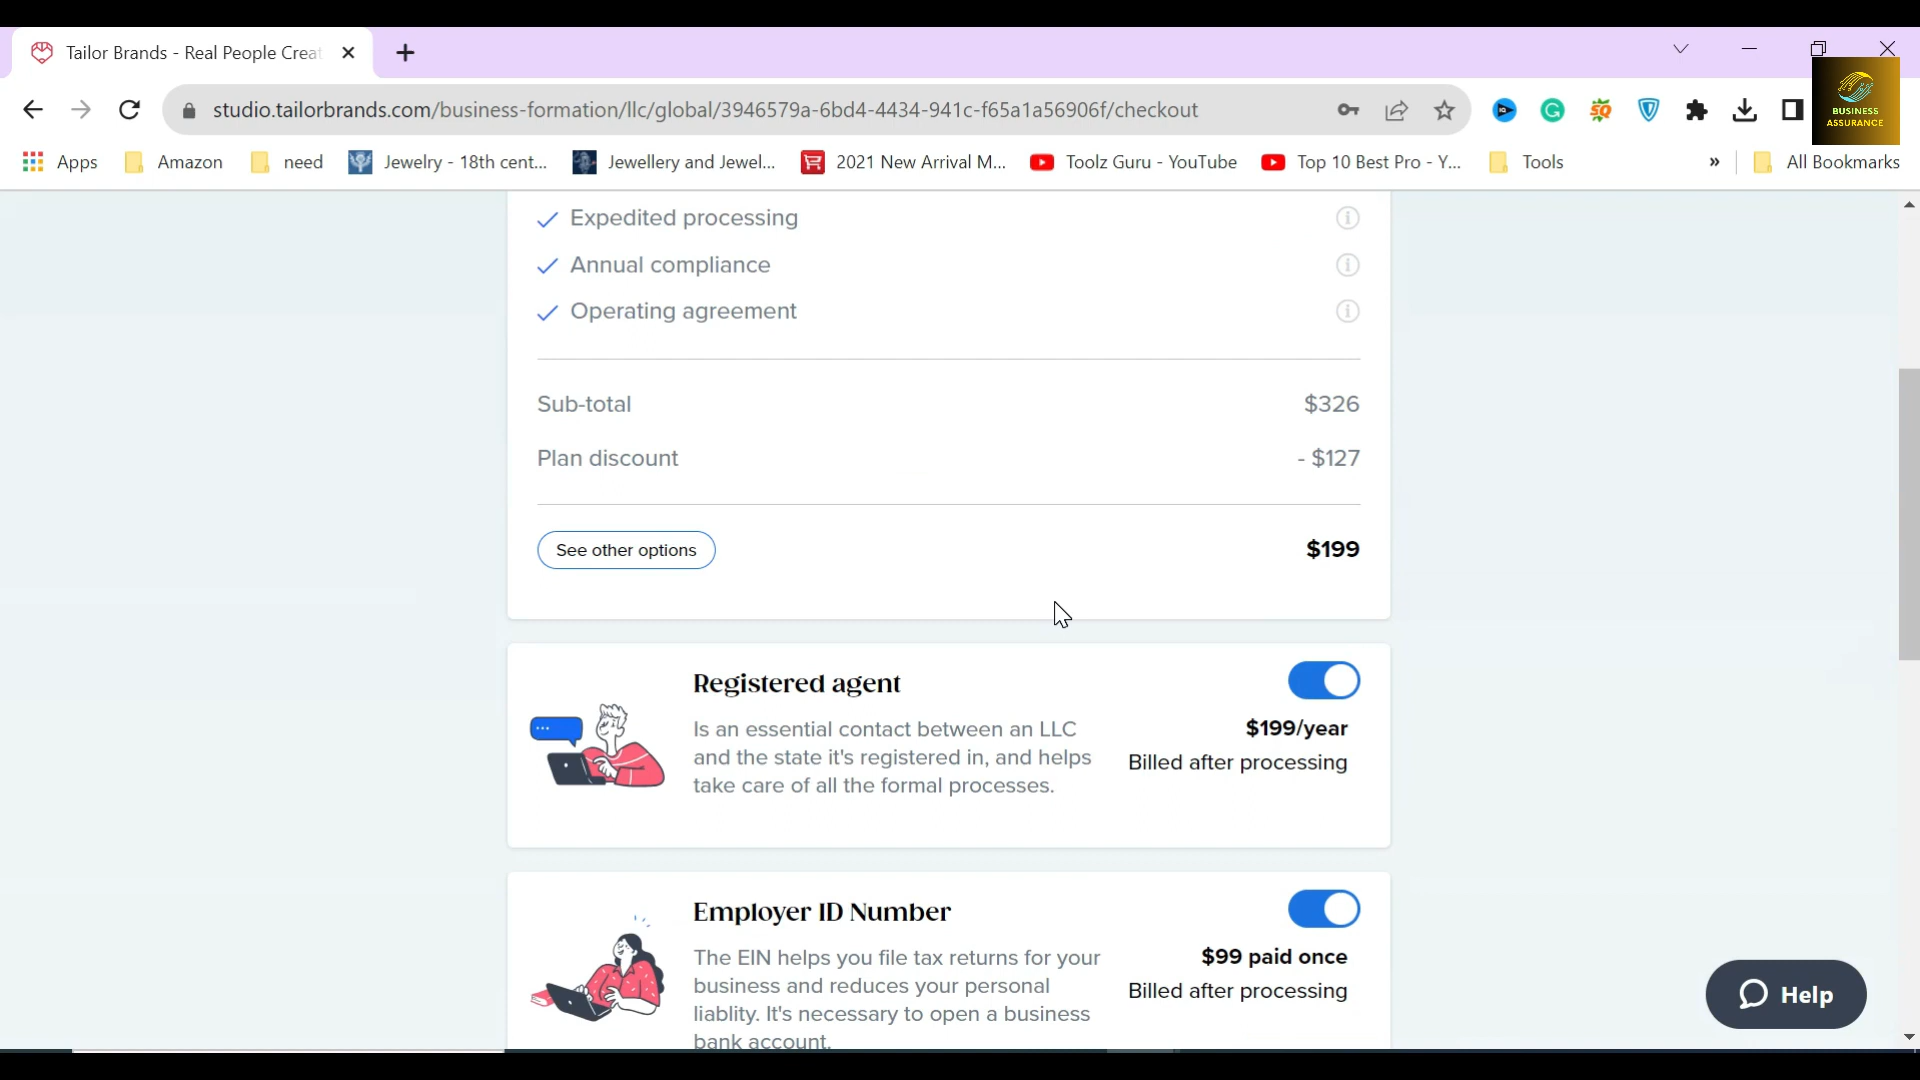 Tailor Brands - Real People Creat
studio.tailorbrands.com/business-formation/llc/global/3946579a-6bd4-4434-941c-f65a1a56906f/checkout
BUSINESS
ASSURANCE
Apps
Amazon
need
Jewelry - 18th cent...
Jewellery and Jewel...
2021 New Arrival M...
Toolz Guru - YouTube
Top 10 Best Pro - Y...
Tools
»
All Bookmarks
Expedited processing
Annual compliance
Operating agreement
Sub-total $326
Plan discount - $127
See other options $199
Registered agent
Is an essential contact between an LLC
and the state it's registered in, and helps
take care of all the formal processes.
$199/year
Billed after processing
Employer ID Number
The EIN helps you file tax returns for your
business and reduces your personal
liablity. It's necessary to open a business
bank account.
$99 paid once
Billed after processing
Help